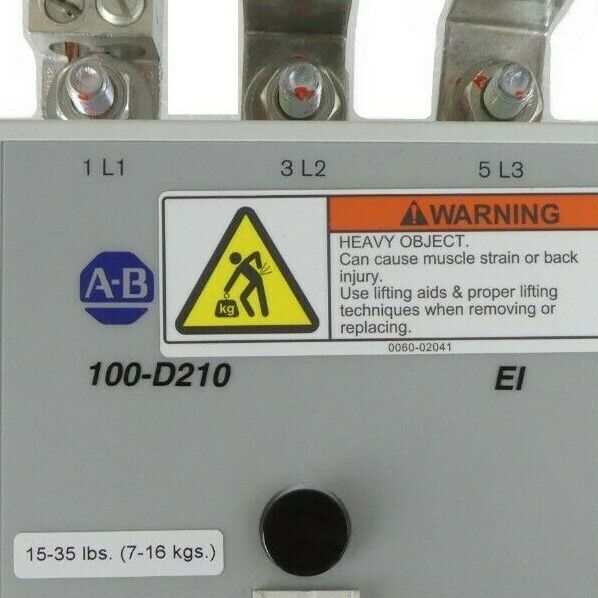 1 L1 3 L2 5 L3
WARNING
HEAVY OBJECT.
Can cause muscle strain or back
injury.
Use lifting aids & proper lifting
techniques when removing or
replacing.
0060-02041
kg
A-B
100-D210 EI
15-35 lbs. (7-16 kgs.)